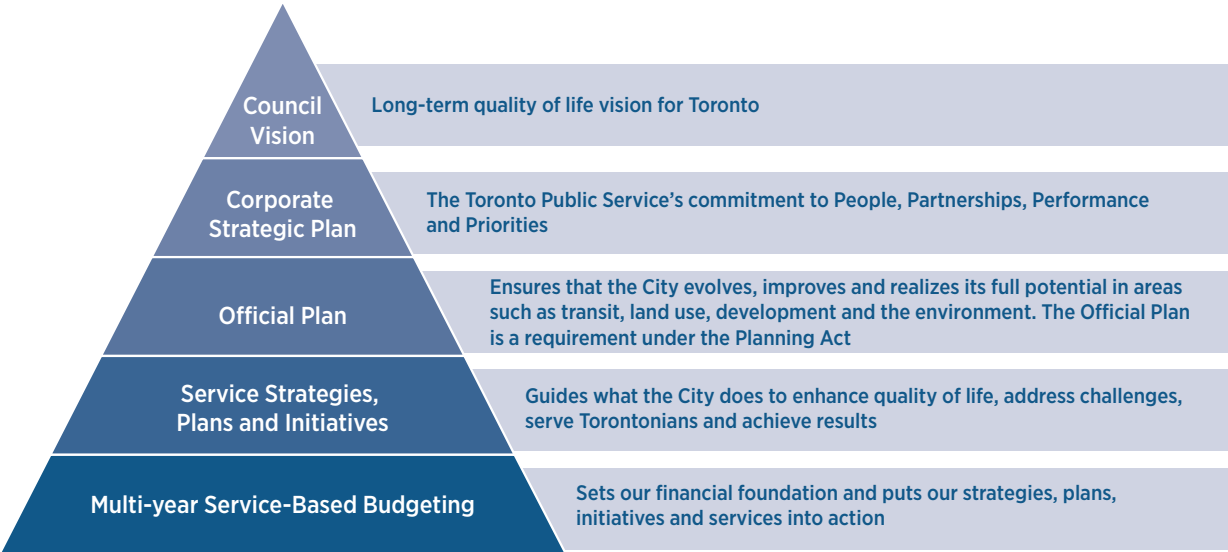 Council
Vision
Long-term quality of life vision for Toronto
Corporate
Strategic Plan
The Toronto Public Service’s commitment to People, Partnerships, Performance
and Priorities
Official Plan
Ensures that the City evolves, improves and realizes its full potential in areas
such as transit, land use, development and the environment. The Official Plan
is a requirement under the Planning Act
Service Strategies,
Plans and Initiatives
Guides what the City does to enhance quality of life, address challenges,
serve Torontonians and achieve results
Multi-year Service-Based Budgeting
Sets our financial foundation and puts our strategies, plans,
initiatives and services into action